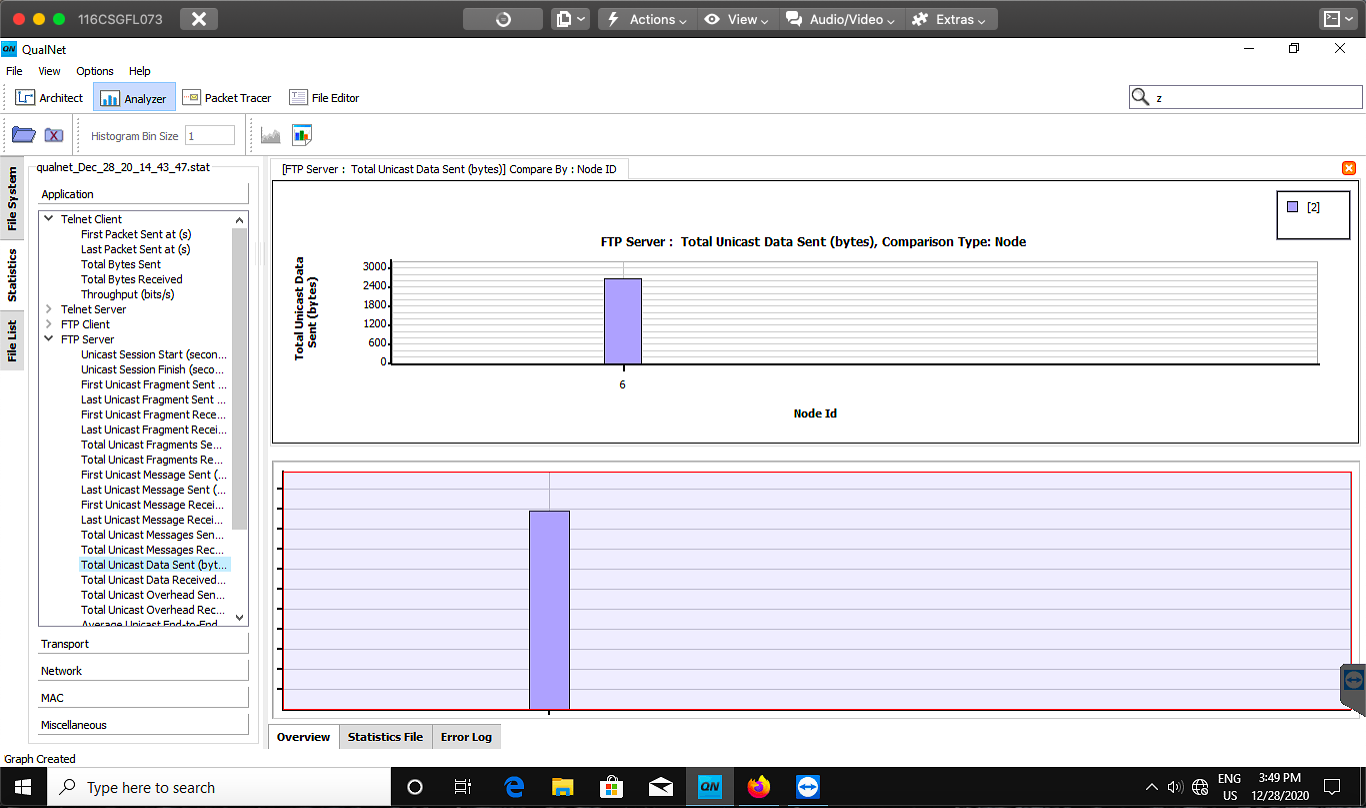 116CSGFL073
Actions
View
Audio/Video
Extras
QN QualNet
File View Options Help
Architect
Analyzer
Packet Tracer
File Editor
z
Histogram Bin Size 1
File System
Statistics
File List
qualnet_Dec_28_20_14_43_47.stat
Application
Telnet Client
First Packet Sent at (s)
Last Packet Sent at (s)
Total Bytes Sent
Total Bytes Received
Throughput (bits/s)
Telnet Server
FTP Client
FTP Server
Unicast Session Start (secon...
Unicast Session Finish (seco...
First Unicast Fragment Sent ...
Last Unicast Fragment Sent ...
First Unicast Fragment Rece...
Last Unicast Fragment Recei...
Total Unicast Fragments Se...
Total Unicast Fragments Re...
First Unicast Message Sent (...
Last Unicast Message Sent (...
First Unicast Message Recei...
Last Unicast Message Recei...
Total Unicast Messages Sen...
Total Unicast Messages Rec...
Total Unicast Data Sent (byt...
Total Unicast Data Received...
Total Unicast Overhead Sen...
Total Unicast Overhead Rec...
Average Unicast End-to-End
Transport
Network
MAC
Miscellaneous
[FTP Server : Total Unicast Data Sent (bytes)] Compare By : Node ID
[2]
FTP Server : Total Unicast Data Sent (bytes), Comparison Type: Node
Total Unicast Data
Sent (bytes)
3000
2400
1800
1200
600
0
6
Node Id
Overview
Statistics File
Error Log
Graph Created
Type here to search
QN
ENG
US
3:49 PM
12/28/2020